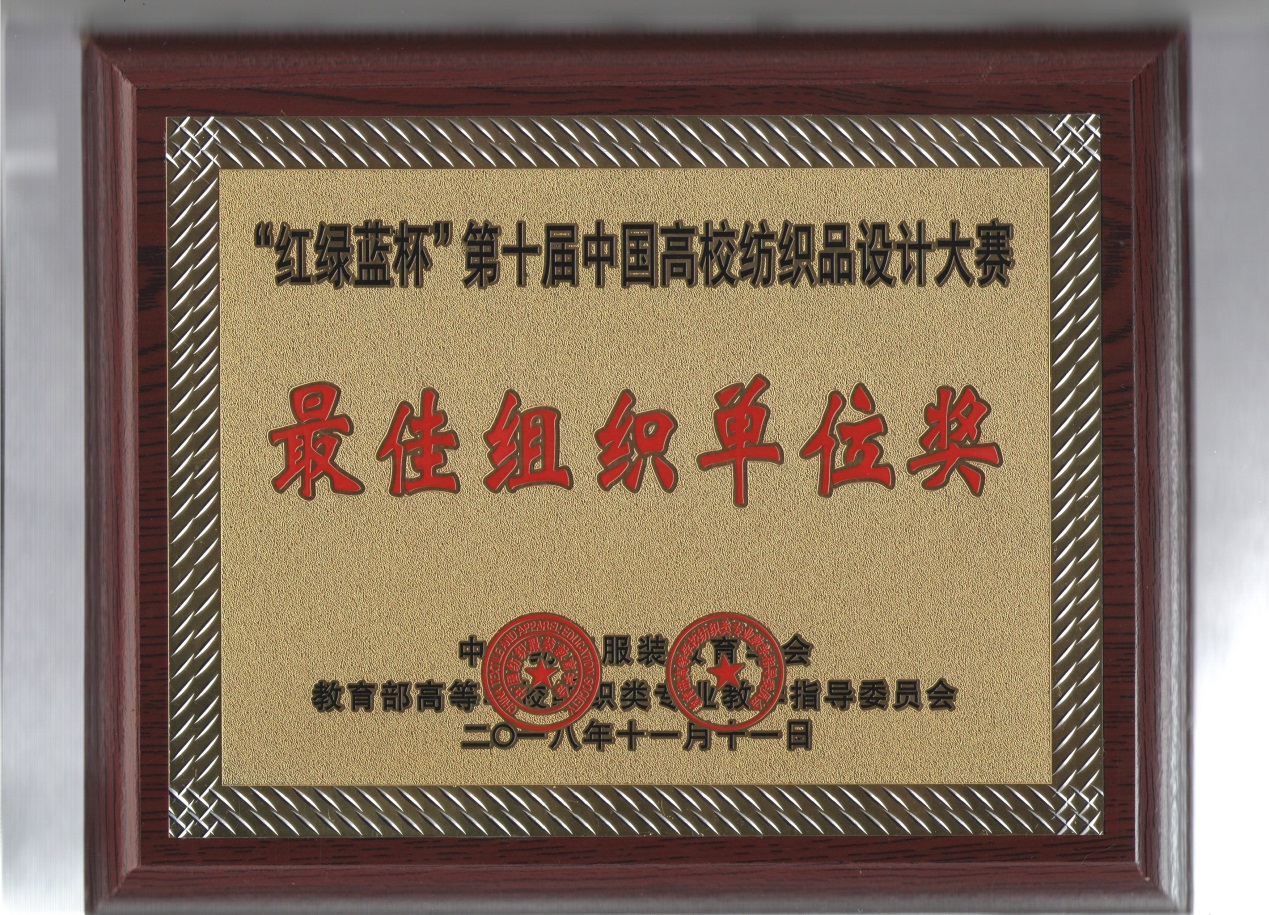 “红绿蓝杯”第十届中国高校纺织品设计大赛
最佳组织单位奖
中 服装 教育 会
教育部高等 校 织类专业教 指导委员会
二〇一八年十一月十一日